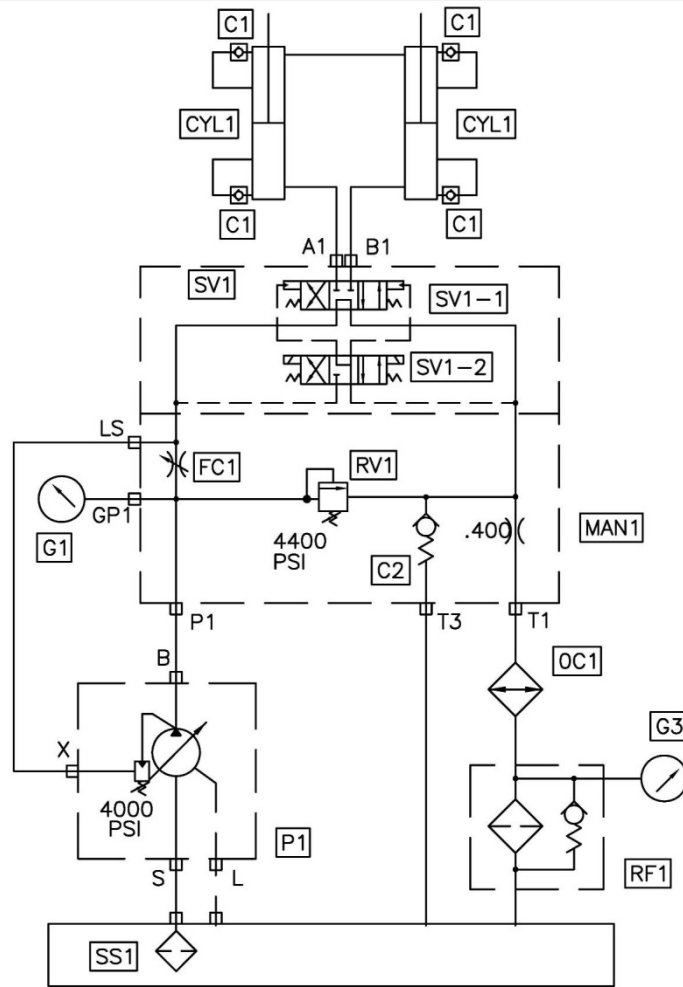 C1
C1
CYL1
CYL1
C1
C1
A1
B1
SV1
SV1-1
SV1-2
LS
FC1
RV1
GP1
G1
4400
PSI
.400
MAN1
C2
P1
T3
T1
B
OC1
X
G3
4000
PSI
P1
S
L
RF1
SS1